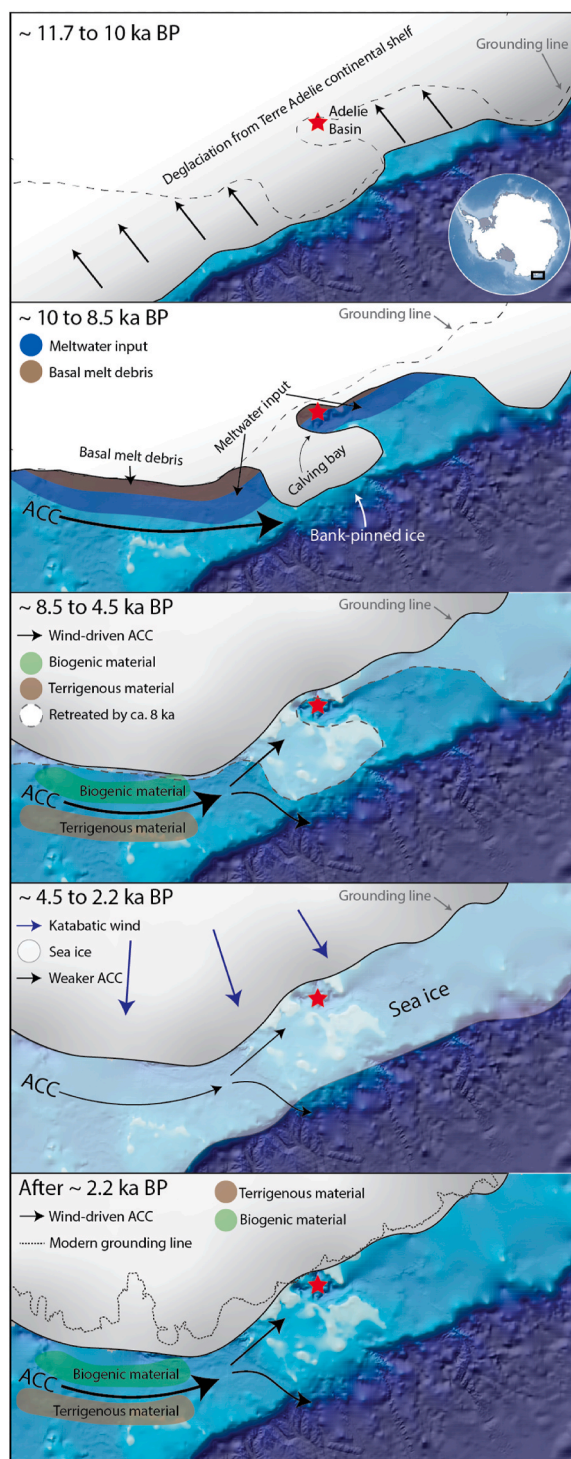 ~ 11.7 to 10 ka BP
Grounding line
Deglaciation from Terre Adelie continental shelf
Adelie
Basin
~ 10 to 8.5 ka BP
Grounding line
Meltwater input
Basal melt debris
Meltwater input
Basal melt debris
Calving bay
ACC
Bank-pinned ice
~ 8.5 to 4.5 ka BP
Grounding line
Wind-driven ACC
Biogenic material
Terrigenous material
Retreated by ca. 8 ka
ACC
Biogenic material
Terrigenous material
~ 4.5 to 2.2 ka BP
Grounding line
Katabatic wind
Sea ice
Weaker ACC
Sea ice
ACC
After ~ 2.2 ka BP
Terrigenous material
Wind-driven ACC
Biogenic material
Modern grounding line
ACC
Biogenic material
Terrigenous material